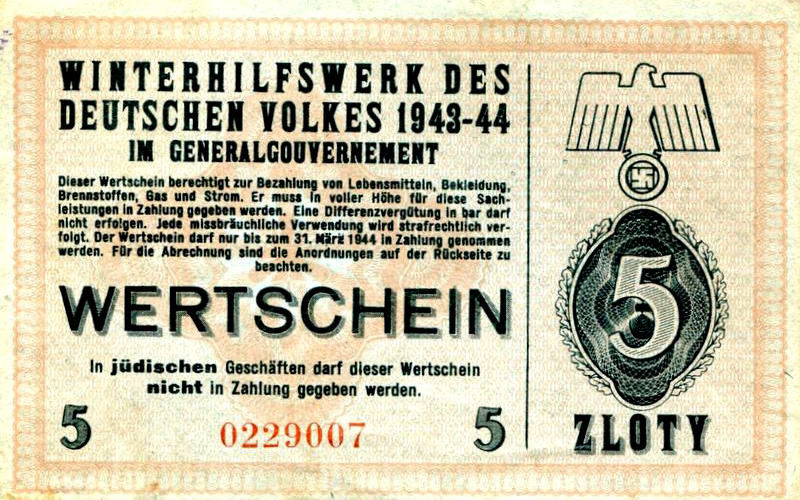 WINTERHILFSWERK DES
DEUTSCHEN VOLKES 1943-44
IM GENERALGOUVERNEMENT
Dieser Wertschein berechtigt zur Bezahlung von Lebensmitteln, Bekleidung,
Brennstoffen, Gas und Strom. Er muss in voller Höhe für diese Sach-
leistungen in Zahlung gegeben werden. Eine Differenzvergütung in bar darf
nicht erfolgen. Jede missbräuchliche Verwendung wird strafrechtlich ver-
folgt. Der Wertschein darf nur bis zum 31. März 1944 in Zahlung genommen
werden. Für die Abrechnung sind die Anordnungen auf der Rückseite zu
beachten.
WERTSCHEIN
In jüdischen Geschäften darf dieser Wertschein
nicht in Zahlung gegeben werden.
5 0229007 5
5
ZLOTY